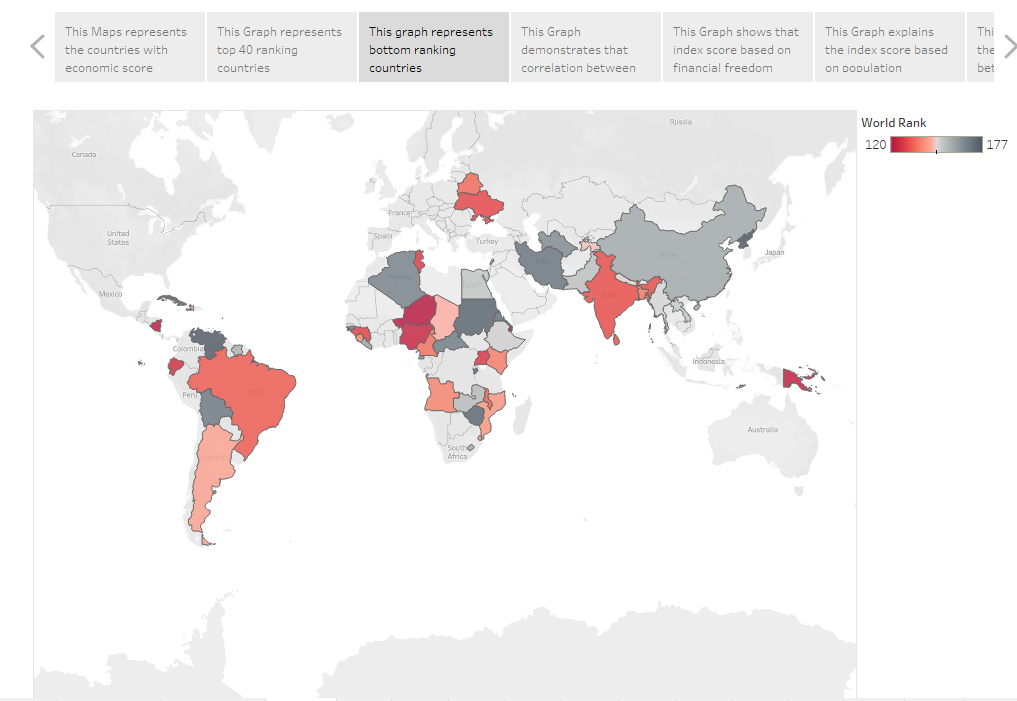 This Maps represents
the countries with
economic score
This Graph represents
top 40 ranking
countries
This graph represents
bottom ranking
countries
This Graph
demonstrates that
correlation between
This Graph shows that
index score based on
financial freedom
This Graph explains
the index score based
on population
the
World Rank
120
177
Russia
Canada
France
United
States
Spain
Turkey
Japan
China
Iran
Algeria
Egypt
Mexico
India
Colombia
Indonesia
Brazil
Peru
Australia
South
Africa
Argentina